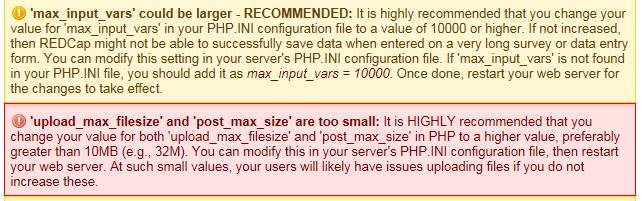 'max_input_vars' could be larger - RECOMMENDED: It is highly recommended that you change your
value for 'max_input_vars' in your PHP.INI configuration file to a value of 10000 or higher. If not increased,
then REDCap might not be able to successfully save data when entered on a very long survey or data entry
form. You can modify this setting in your server's PHP.INI configuration file. If 'max_input_vars' is not found
in your PHP.INI file, you should add it as max_input_vars = 10000. Once done, restart your web server for
the changes to take effect.
'upload_max_filesize' and 'post_max_size' are too small: It is HIGHLY recommended that you
change your value for both 'upload_max_filesize' and 'post_max_size' in PHP to a higher value, preferably
greater than 10MB (e.g., 32M). You can modify this in your server's PHP.INI configuration file, then restart
your web server. At such small values, your users will likely have issues uploading files if you do not
increase these.